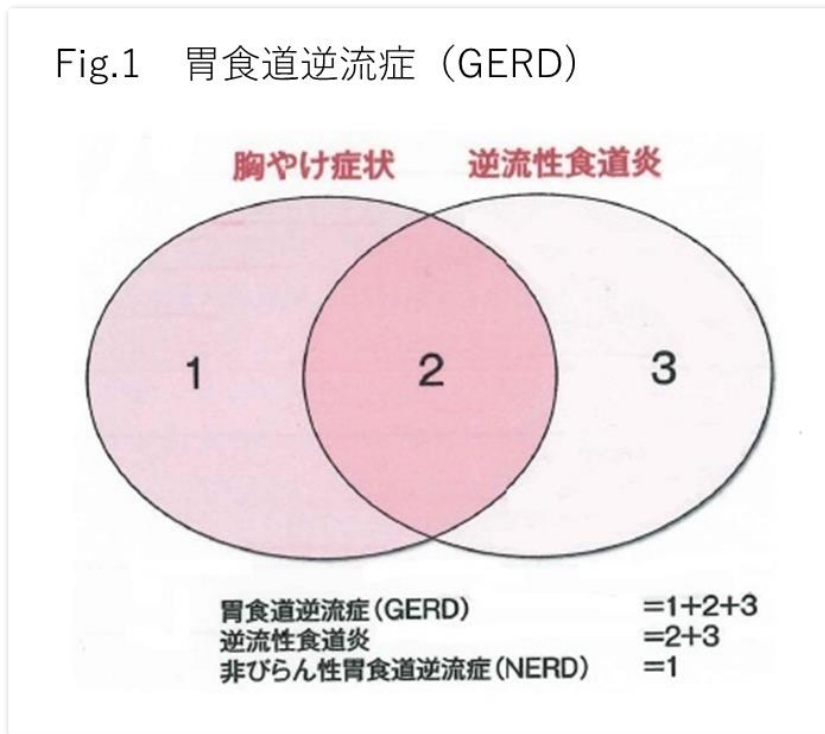 Fig.1　胃食道逆流症（GERD）
胸やけ症状　逆流性食道炎
1　2　3
胃食道逆流症(GERD)　=1+2+3
逆流性食道炎　=2+3
非びらん性胃食道逆流症(NERD)　=1